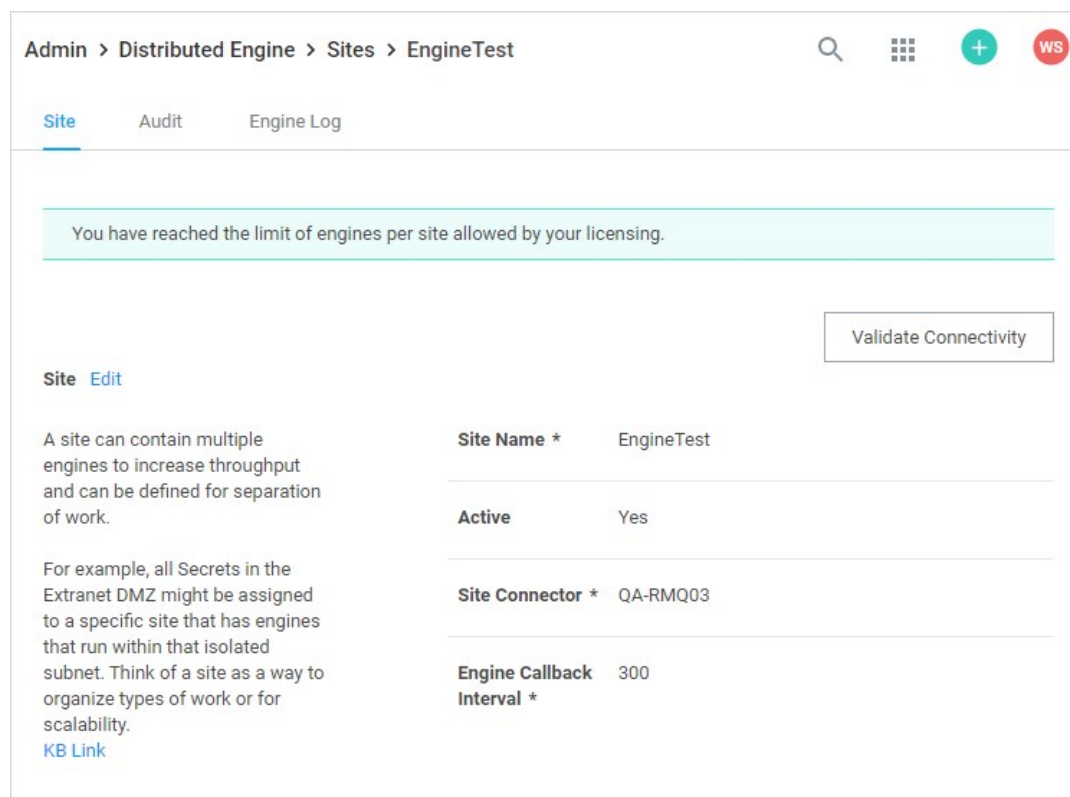 Admin > Distributed Engine > Sites > EngineTest
WS
Site Audit Engine Log
You have reached the limit of engines per site allowed by your licensing.
Validate Connectivity
Site Edit
A site can contain multiple
engines to increase throughput
and can be defined for separation
of work.
For example, all Secrets in the
Extranet DMZ might be assigned
to a specific site that has engines
that run within that isolated
subnet. Think of a site as a way to
organize types of work or for
scalability.
KB Link
Site Name * EngineTest
Active Yes
Site Connector * QA-RMQ03
Engine Callback 300
Interval *